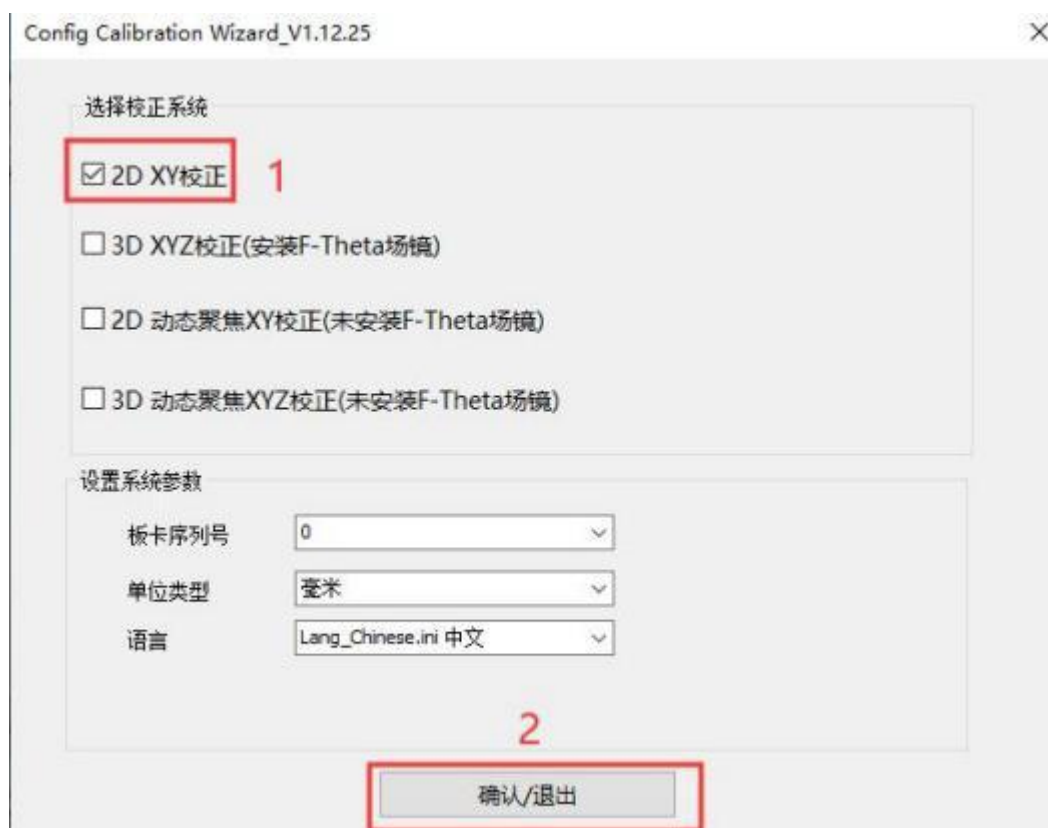 Config Calibration Wizard_V1.12.25
选择校正系统
2D XY校正 1
3D XYZ校正(安装F-Theta场镜)
2D 动态聚焦XY校正(未安装F-Theta场镜)
3D 动态聚焦XYZ校正(未安装F-Theta场镜)
设置系统参数
板卡序列号 0
单位类型 毫米
语言 Lang_Chinese.ini 中文
2
确认/退出